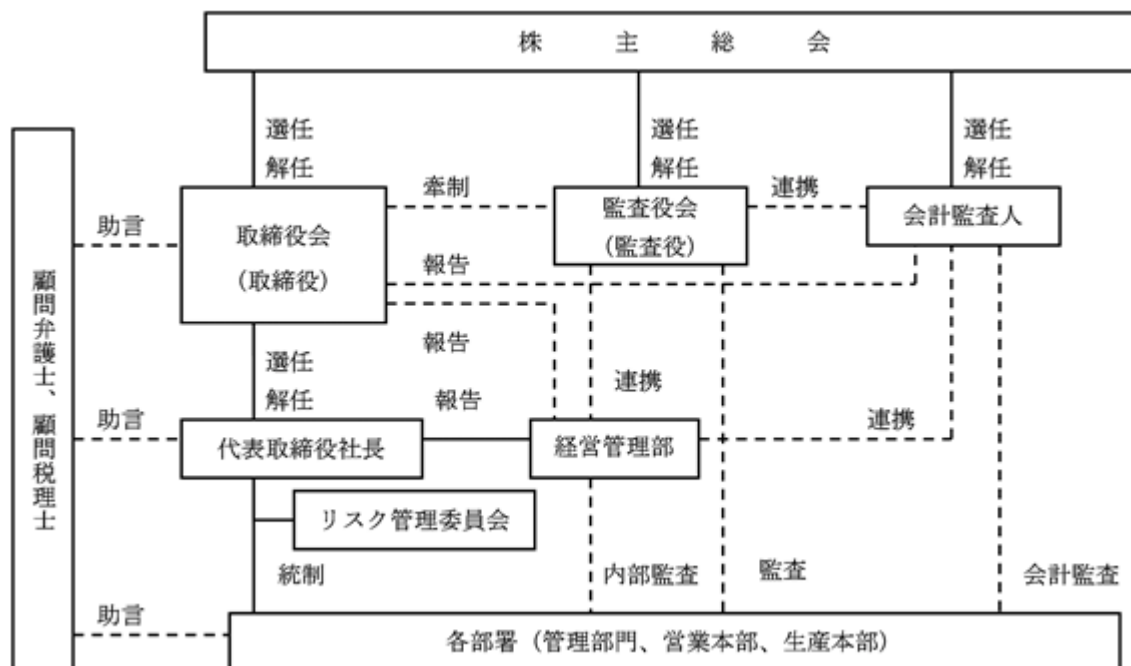 株主総会
選任
解任
選任
解任
選任
解任
牽制
連携
助言
取締役会
（取締役）
監査役会
（監査役）
会計監査人
報告
顧問弁護士、顧問税理士
報告
選任
解任
報告
連携
連携
助言
代表取締役社長
経営管理部
リスク管理委員会
統制
内部監査
監査
会計監査
助言
各部署（管理部門、営業本部、生産本部）